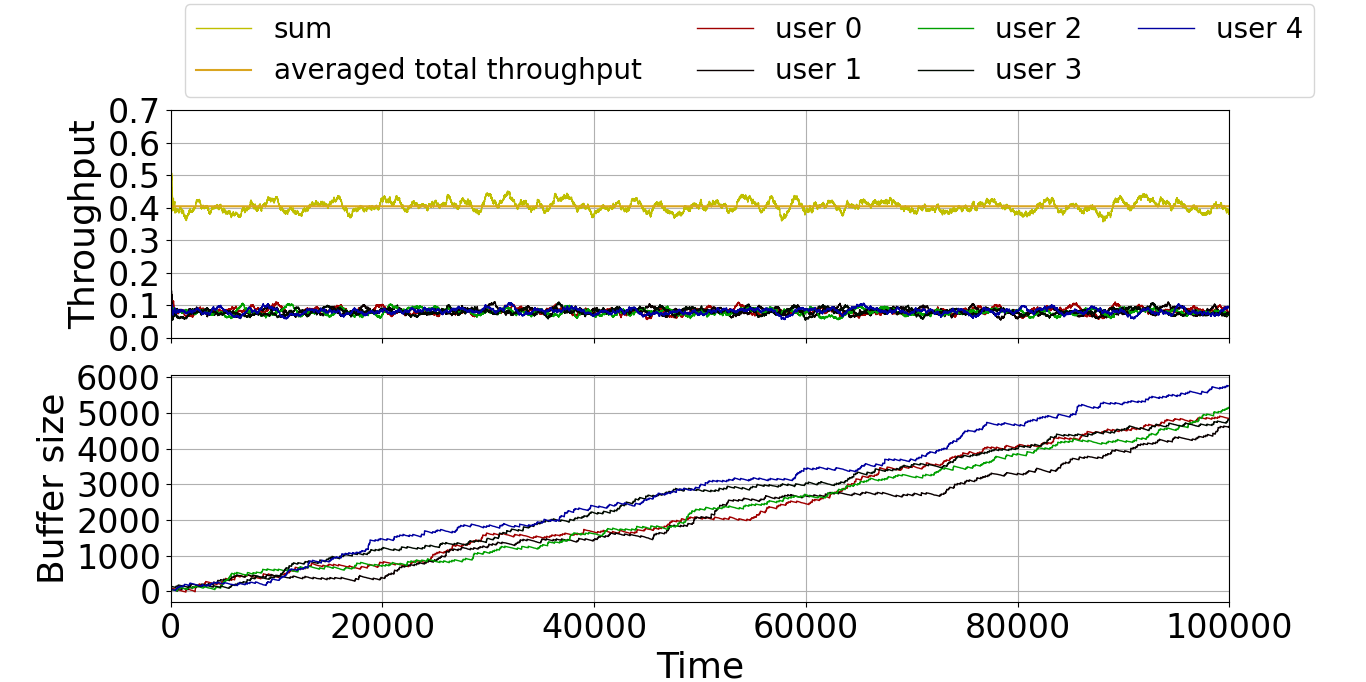 sum
averaged total throughput
user 0
user 1
user 2
user 3
user 4
Throughput
0.7
0.6
0.5
0.4
0.3
0.2
0.1
0.0
Buffer size
6000
5000
4000
3000
2000
1000
0
0 20000 40000 60000 80000 100000
Time